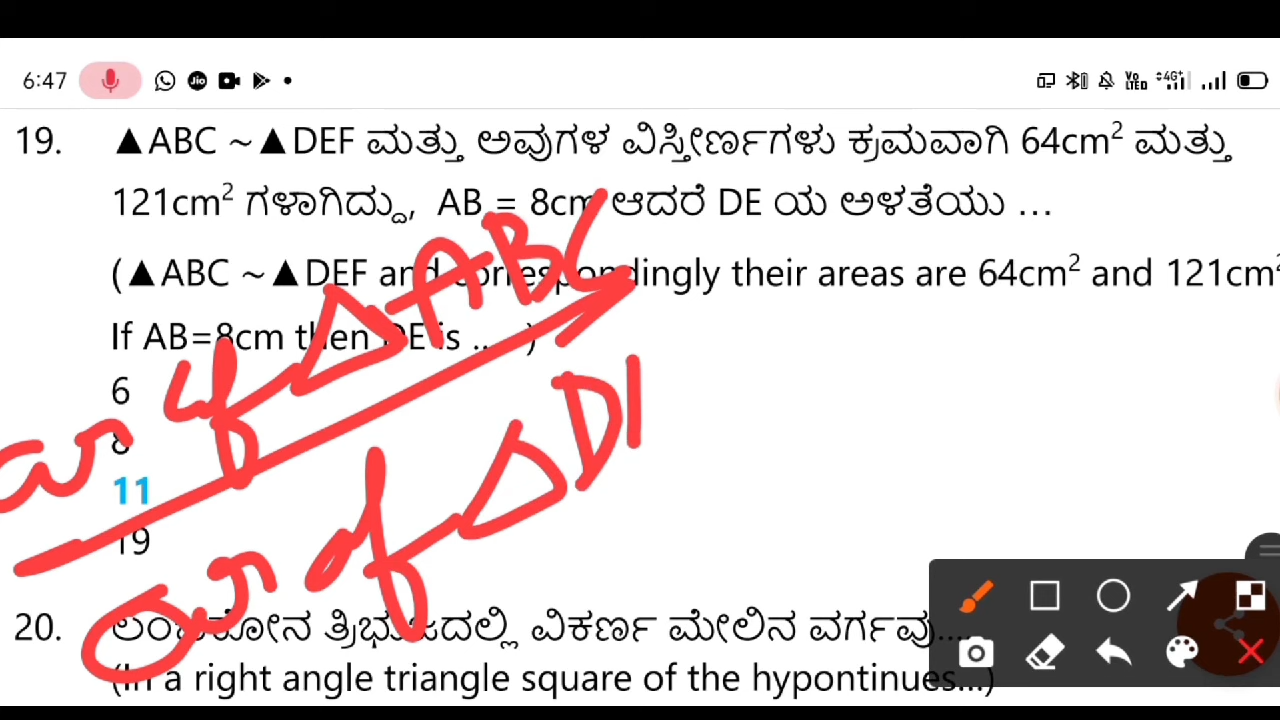 6:47
19. ▲ABC ~▲DEF ಮತ್ತು ಅವುಗಳ ವಿಸ್ತೀರ್ಣಗಳು ಕ್ರಮವಾಗಿ 64cm² ಮತ್ತು
121cm² ಗಳಾಗಿದ್ದು, AB = 8cm ಆದರೆ DE ಯ ಅಳತೆಯು ...
(▲ABC ~▲DEF and correspondingly their areas are 64cm² and 121cm²
If AB=8cm then DE is ... )
6
8
11
19
ar of △ABC
ar of △DE
20. ಲಂಬಕೋನ ತ್ರಿಭುಜದಲ್ಲಿ ವಿಕರ್ಣ ಮೇಲಿನ ವರ್ಗವು....
(In a right angle triangle square of the hypontinues...)